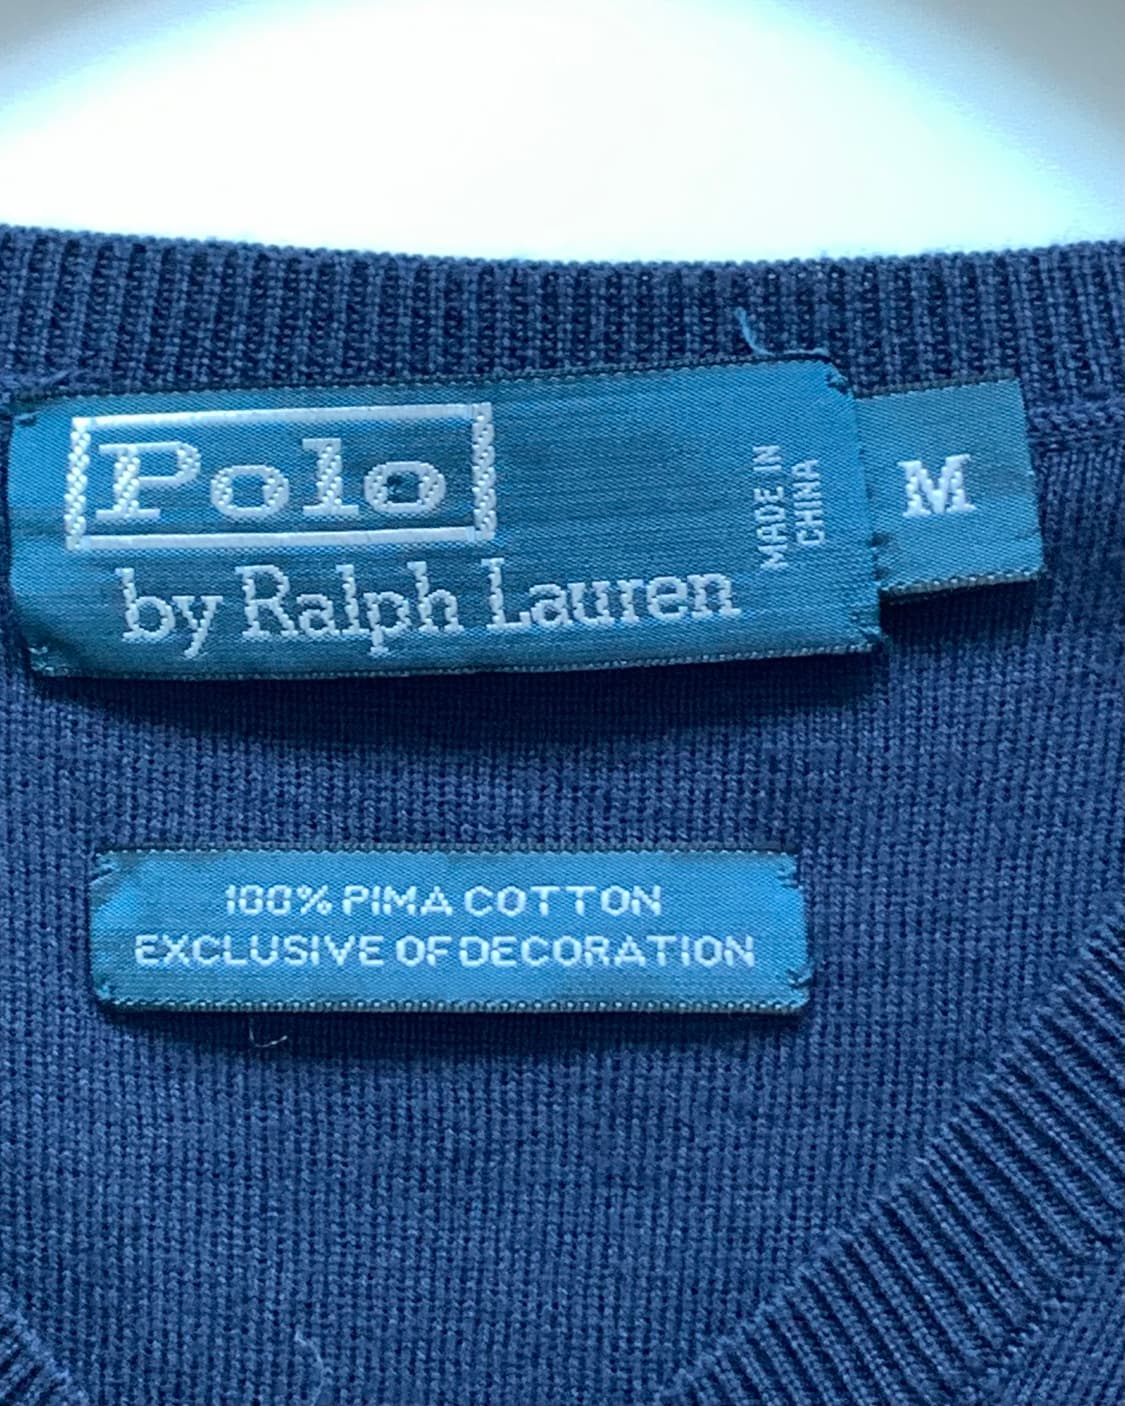 Polo
by Ralph Lauren
MADE IN
CHINA
M
100% PIMA COTTON
EXCLUSIVE OF DECORATION